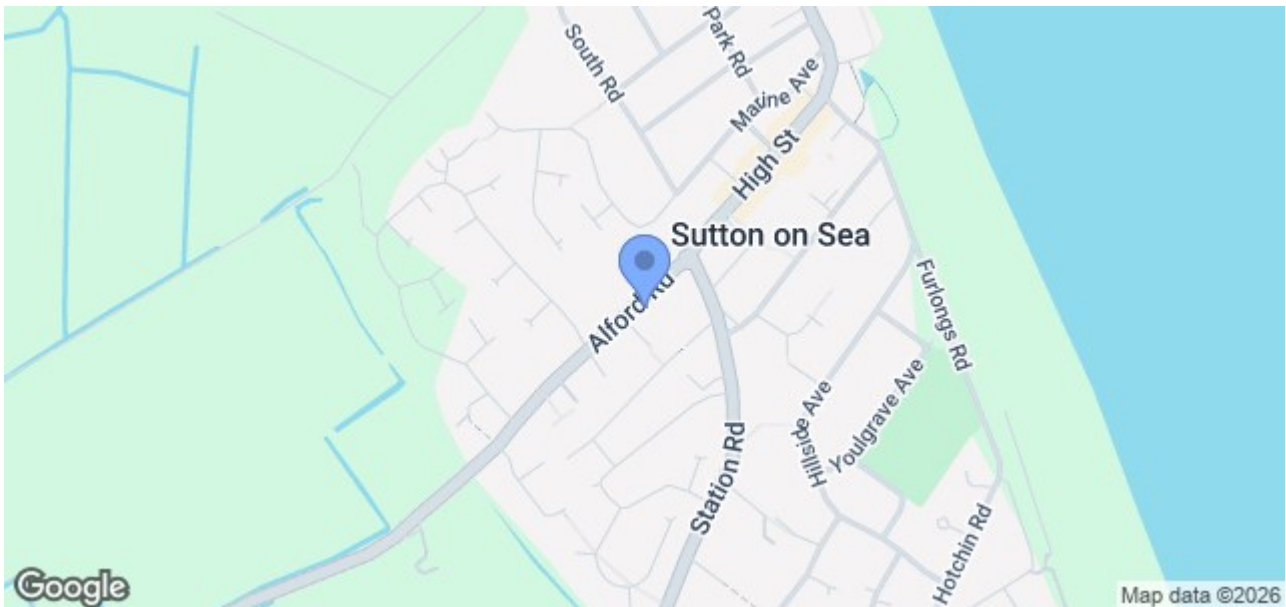 South Rd
Park Rd
Marine Ave
High St
Sutton on Sea
Alford Rd
Furlongs Rd
Hillside Ave
Youlgrave Ave
Station Rd
Hotchin Rd
Google
Map data ©2026